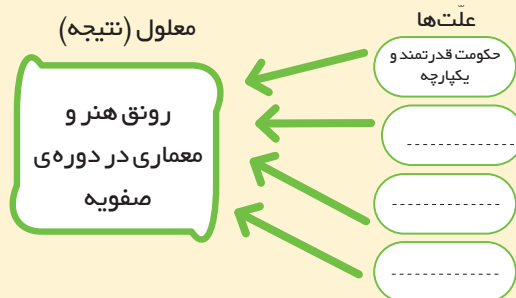 علّت‌ها
معلول (نتیجه)
حکومت قدرتمند و
یکپارچه
رونق هنر و
معماری در دوره‌ی
صفویه